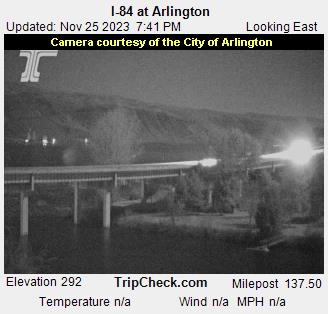 I-84 at Arlington
Updated: Nov 25 2023 7:41 PM Looking East
Camera courtesy of the City of Arlington
Elevation 292 TripCheck.com Milepost 137.50
Temperature n/a Wind n/a MPH n/a